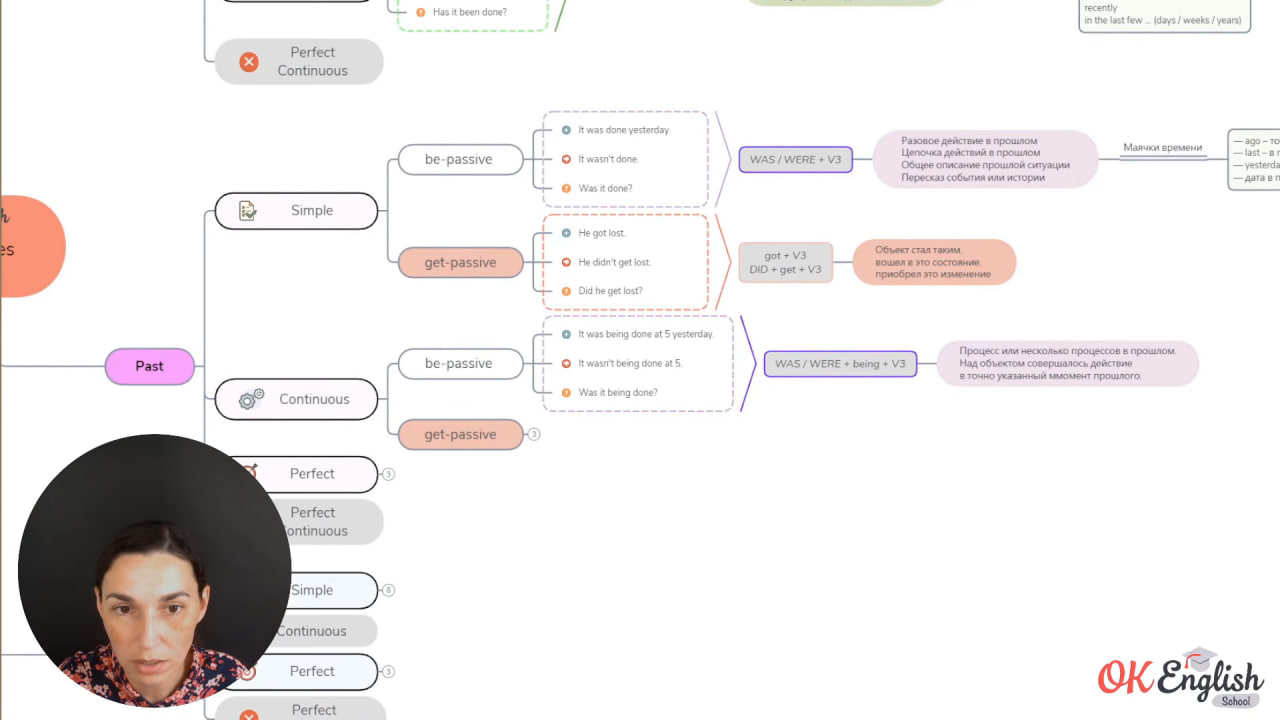 Has it been done?
recently
in the last few ... (days / weeks / years)
Perfect
Continuous
It was done yesterday.
It wasn't done.
Was it done?
be-passive
WAS / WERE + V3
Разовое действие в прошлом
Цепочка действий в прошлом
Общее описание прошлой ситуации
Пересказ события или истории
Маячки времени
— ago – то
— last – в п
— yesterda
— дата в п
Simple
get-passive
He got lost.
He didn't get lost.
Did he get lost?
got + V3
DID + get + V3
Объект стал таким,
вошел в это состояние,
приобрел это изменение
Past
Continuous
be-passive
It was being done at 5 yesterday.
It wasn't being done at 5.
Was it being done?
WAS / WERE + being + V3
Процесс или несколько процессов в прошлом.
Над объектом совершалось действие
в точно указанный ммомент прошлого.
get-passive
3
Perfect
3
Perfect
ontinuous
Simple
8
Continuous
Perfect
3
Perfect
OK English
School